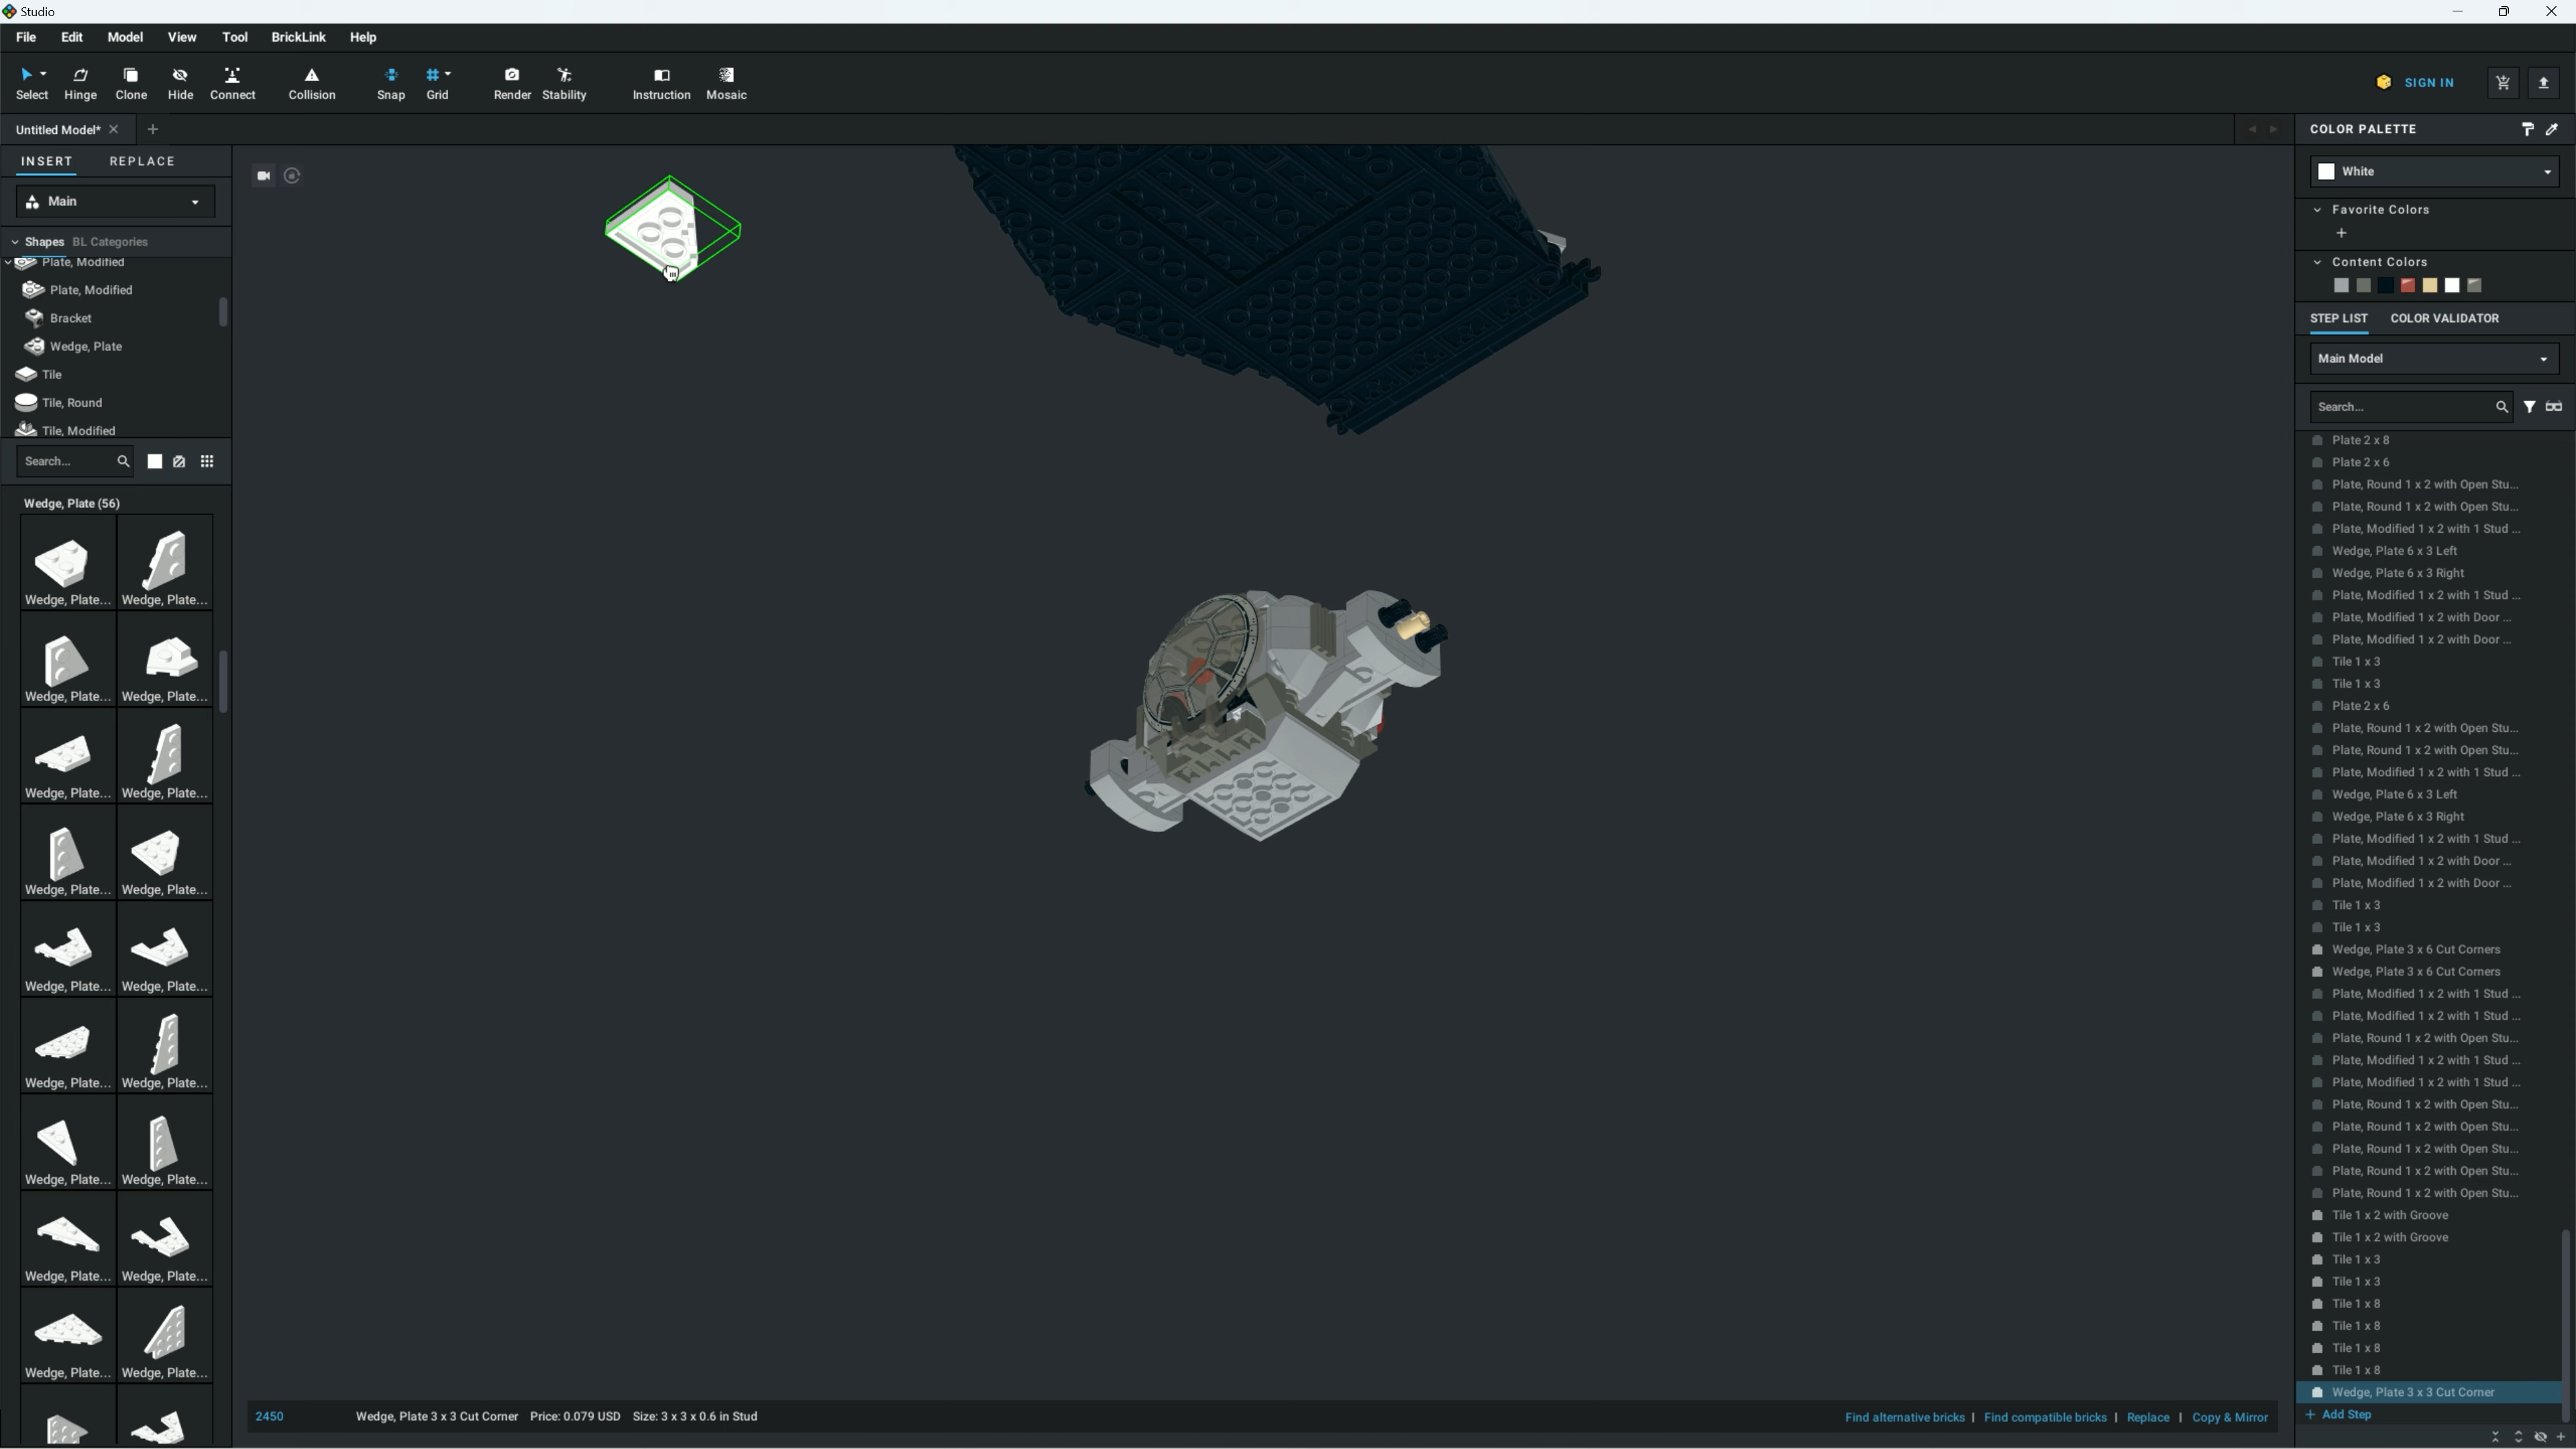 Studio
File Edit Model View Tool BrickLink Help
Select Hinge Clone Hide Connect Collision Snap Grid Render Stability Instruction Mosaic
SIGN IN
Untitled Model*
INSERT REPLACE
Main
Shapes BL Categories
Plate, Modified
Plate, Modified
Bracket
Wedge, Plate
Tile
Tile, Round
Tile, Modified
Search...
Wedge, Plate (56)
Wedge, Plate... Wedge, Plate...
Wedge, Plate... Wedge, Plate...
Wedge, Plate... Wedge, Plate...
Wedge, Plate... Wedge, Plate...
Wedge, Plate... Wedge, Plate...
Wedge, Plate... Wedge, Plate...
Wedge, Plate... Wedge, Plate...
Wedge, Plate... Wedge, Plate...
Wedge, Plate... Wedge, Plate...
2450 Wedge, Plate 3 x 3 Cut Corner Price: 0.079 USD Size: 3 x 3 x 0.6 in Stud
Find alternative bricks | Find compatible bricks | Replace | Copy & Mirror
COLOR PALETTE
White
Favorite Colors
Content Colors
STEP LIST COLOR VALIDATOR
Main Model
Search...
Plate 2 x 8
Plate 2 x 6
Plate, Round 1 x 2 with Open Stu...
Plate, Round 1 x 2 with Open Stu...
Plate, Modified 1 x 2 with 1 Stud ...
Wedge, Plate 6 x 3 Left
Wedge, Plate 6 x 3 Right
Plate, Modified 1 x 2 with 1 Stud ...
Plate, Modified 1 x 2 with Door ...
Plate, Modified 1 x 2 with Door ...
Tile 1 x 3
Tile 1 x 3
Plate 2 x 6
Plate, Round 1 x 2 with Open Stu...
Plate, Round 1 x 2 with Open Stu...
Plate, Modified 1 x 2 with 1 Stud ...
Wedge, Plate 6 x 3 Left
Wedge, Plate 6 x 3 Right
Plate, Modified 1 x 2 with 1 Stud ...
Plate, Modified 1 x 2 with Door ...
Plate, Modified 1 x 2 with Door ...
Tile 1 x 3
Tile 1 x 3
Wedge, Plate 3 x 6 Cut Corners
Wedge, Plate 3 x 6 Cut Corners
Plate, Modified 1 x 2 with 1 Stud ...
Plate, Modified 1 x 2 with 1 Stud ...
Plate, Round 1 x 2 with Open Stu...
Plate, Modified 1 x 2 with 1 Stud ...
Plate, Modified 1 x 2 with 1 Stud ...
Plate, Round 1 x 2 with Open Stu...
Plate, Round 1 x 2 with Open Stu...
Plate, Round 1 x 2 with Open Stu...
Plate, Round 1 x 2 with Open Stu...
Plate, Round 1 x 2 with Open Stu...
Tile 1 x 2 with Groove
Tile 1 x 2 with Groove
Tile 1 x 3
Tile 1 x 3
Tile 1 x 8
Tile 1 x 8
Tile 1 x 8
Tile 1 x 8
Wedge, Plate 3 x 3 Cut Corner
+ Add Step